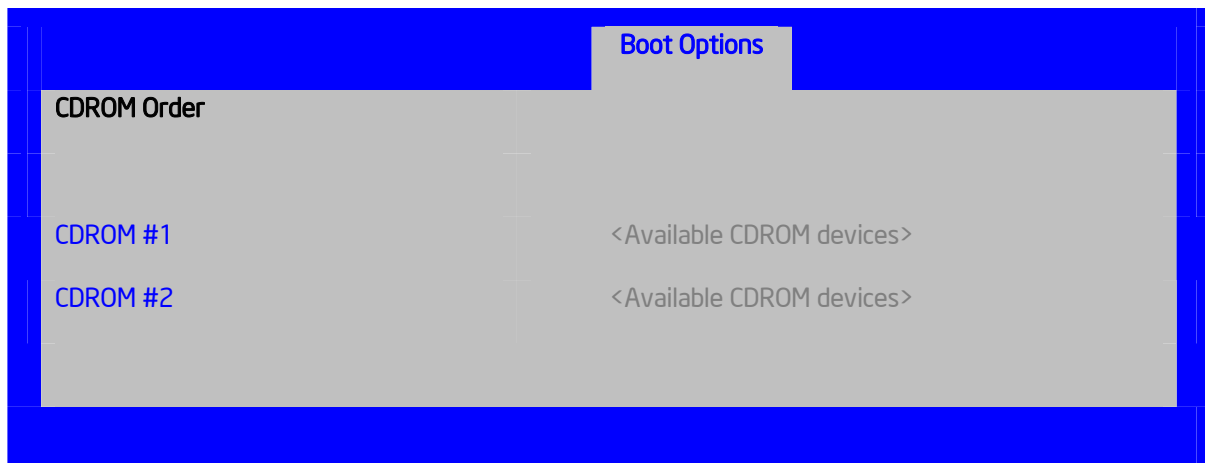 Boot Options
CDROM Order
CDROM #1 <Available CDROM devices>
CDROM #2 <Available CDROM devices>